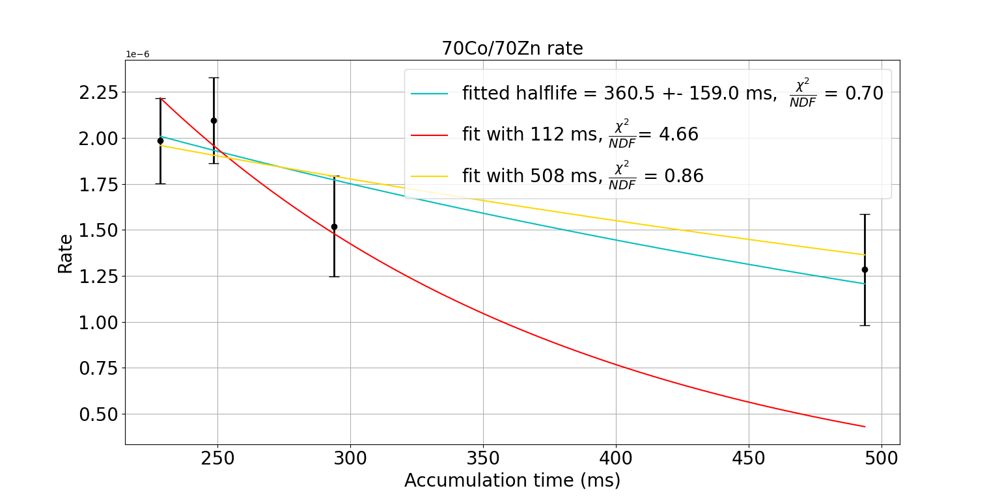 70Co/70Zn rate
1e−6
fitted halflife = 360.5 +- 159.0 ms, χ²/NDF = 0.70
fit with 112 ms, χ²/NDF= 4.66
fit with 508 ms, χ²/NDF = 0.86
2.25
2.00
1.75
1.50
1.25
1.00
0.75
0.50
Rate
250 300 350 400 450 500
Accumulation time (ms)